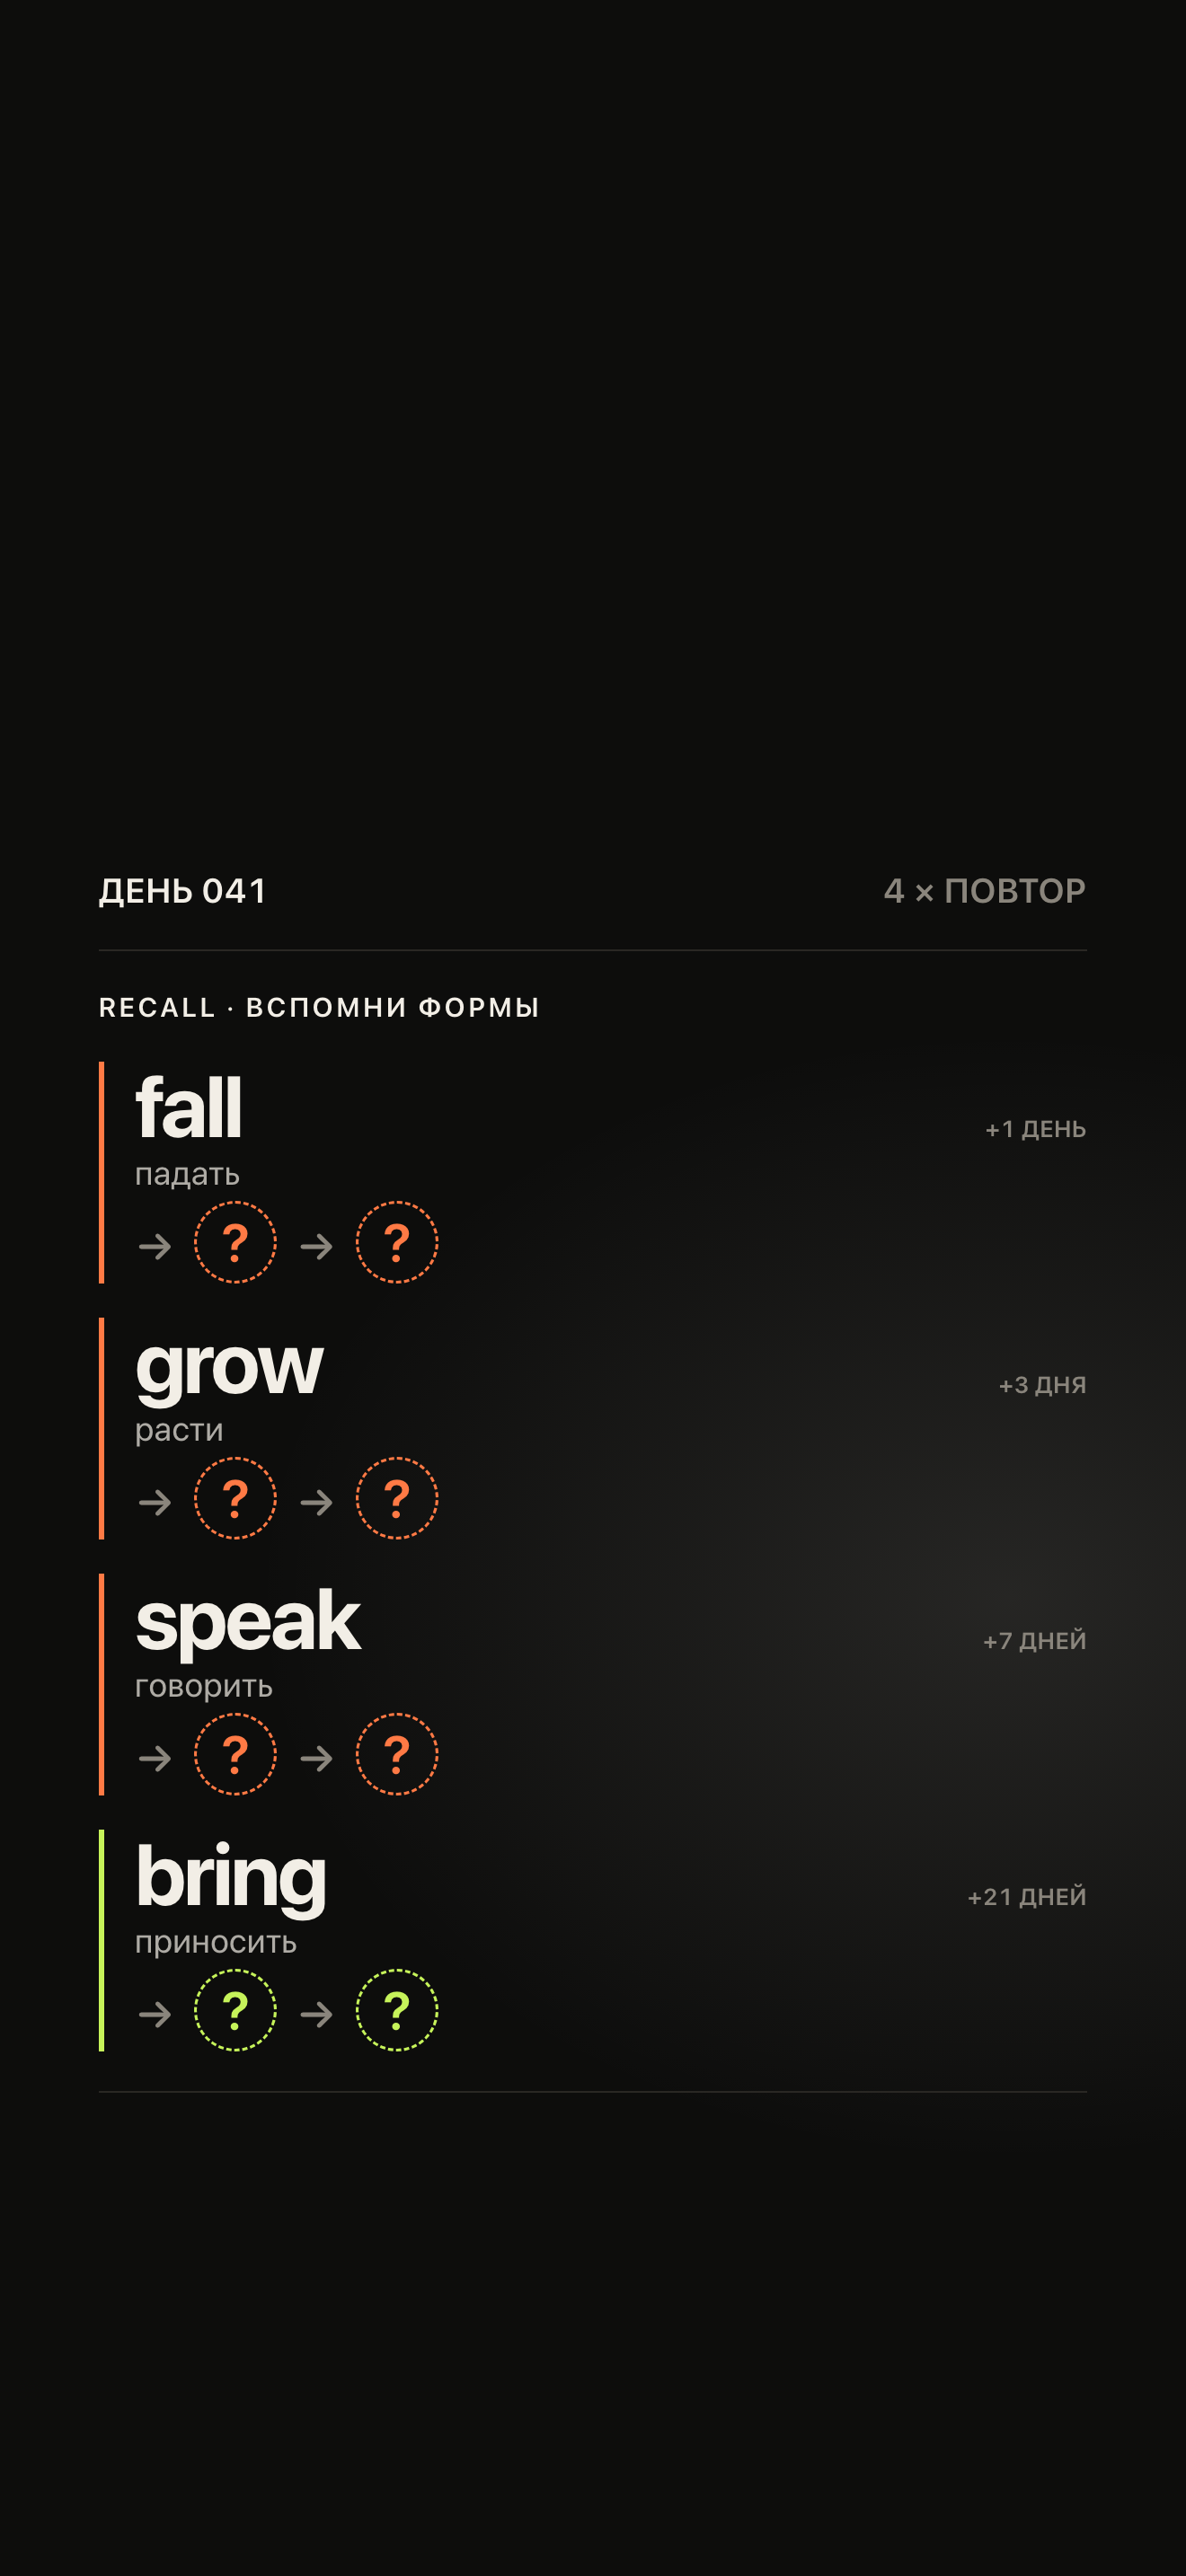 ДЕНЬ 041
4 × ПОВТОР
RECALL · ВСПОМНИ ФОРМЫ
fall
+1 ДЕНЬ
падать
→ ? → ?
grow
+3 ДНЯ
расти
→ ? → ?
speak
+7 ДНЕЙ
говорить
→ ? → ?
bring
+21 ДНЕЙ
приносить
→ ? → ?